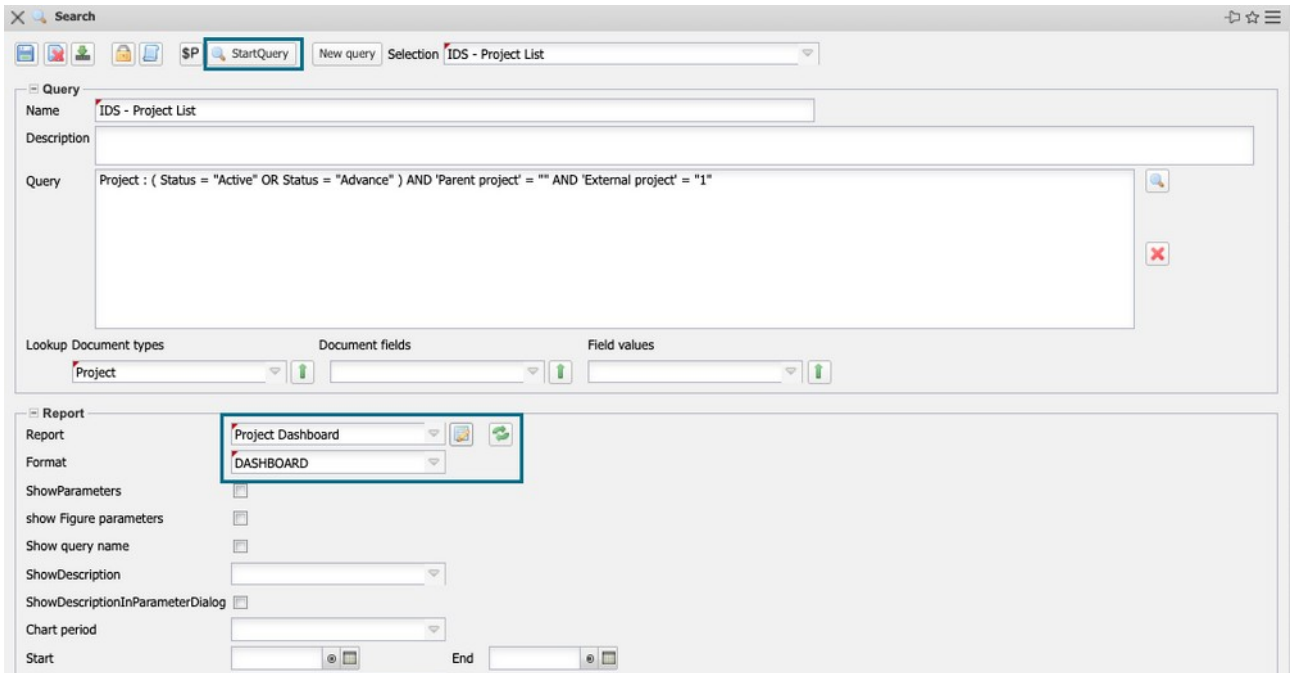 Search
$P StartQuery New query Selection IDS - Project List
Query
Name IDS - Project List
Description
Query Project : ( Status = "Active" OR Status = "Advance" ) AND 'Parent project' = "" AND 'External project' = "1"
Lookup Document types Document fields Field values
Project
Report
Report Project Dashboard
Format DASHBOARD
ShowParameters
show Figure parameters
Show query name
ShowDescription
ShowDescriptionInParameterDialog
Chart period
Start End